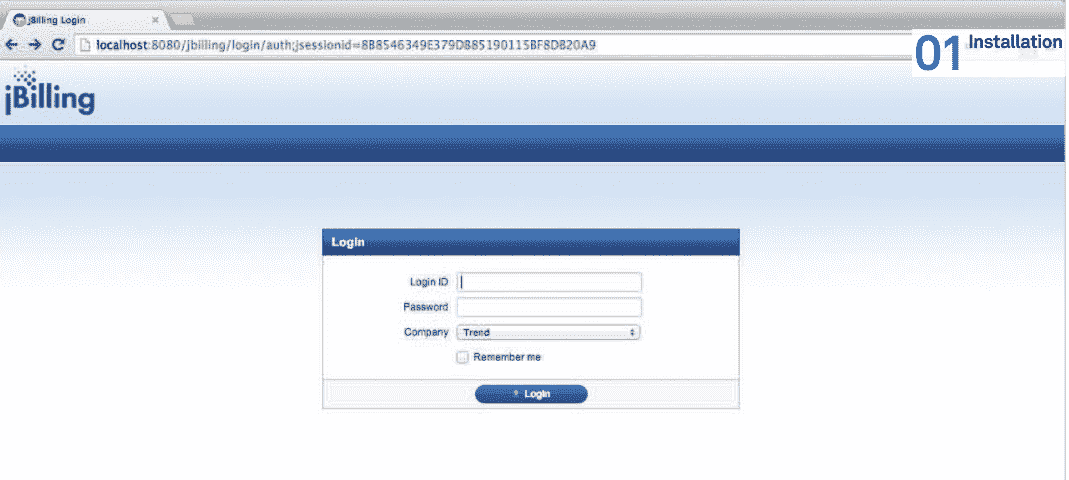 jBilling Login
localhost:8080/jbilling/login/auth;jsessionid=8B8546349E379DB85190115BF8DB20A9
01 Installation
jBilling
Login
Login ID
Password
Company Trend
Remember me
Login